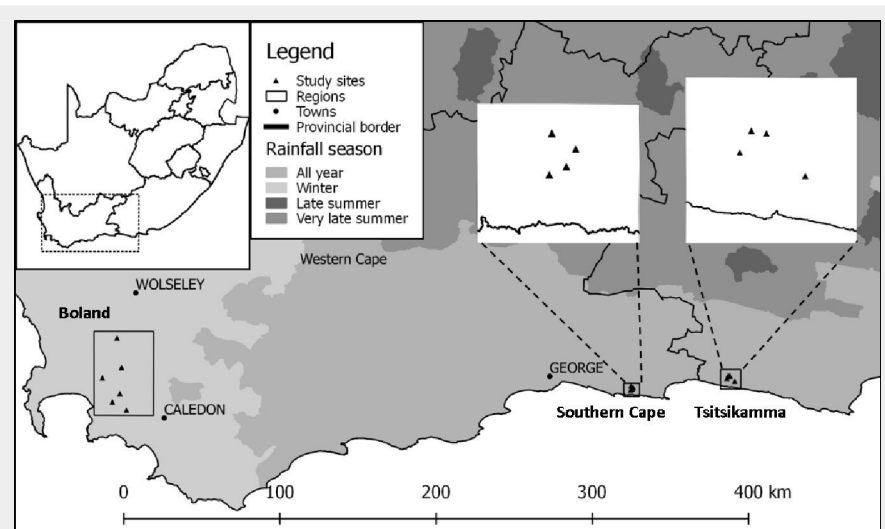 Legend
Study sites
Regions
Towns
Provincial border
Rainfall season
All year
Winter
Late summer
Very late summer
Western Cape
WOLSELEY
Boland
GEORGE
CALEDON
Southern Cape
Tsitsikamma
0 100 200 300 400 km